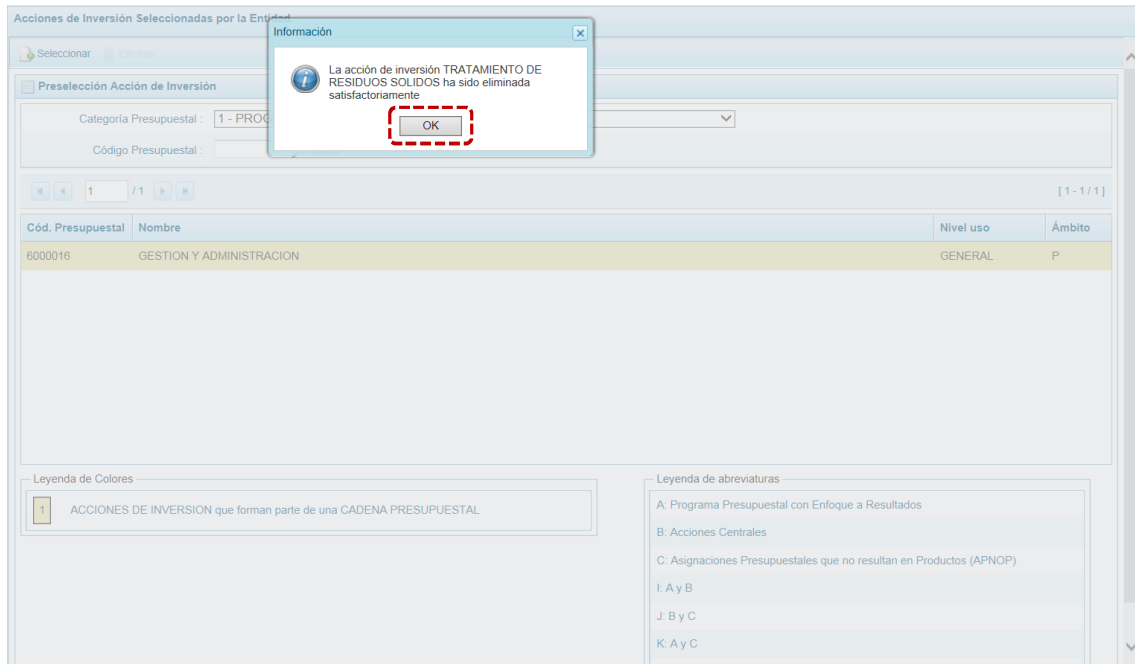 Acciones de Inversión Seleccionadas por la Entidad
Información
Seleccionar
La acción de inversión TRATAMIENTO DE
RESIDUOS SOLIDOS ha sido eliminada
satisfactoriamente
OK
Preselección Acción de Inversión
Categoría Presupuestal : 1 - PROG
Código Presupuestal :
1 / 1
[ 1 - 1 / 1 ]
Cód. Presupuestal Nombre Nivel uso Ámbito
6000016 GESTION Y ADMINISTRACION GENERAL P
Leyenda de Colores
1 ACCIONES DE INVERSION que forman parte de una CADENA PRESUPUESTAL
Leyenda de abreviaturas
A: Programa Presupuestal con Enfoque a Resultados
B: Acciones Centrales
C: Asignaciones Presupuestales que no resultan en Productos (APNOP)
I: A y B
J: B y C
K: A y C